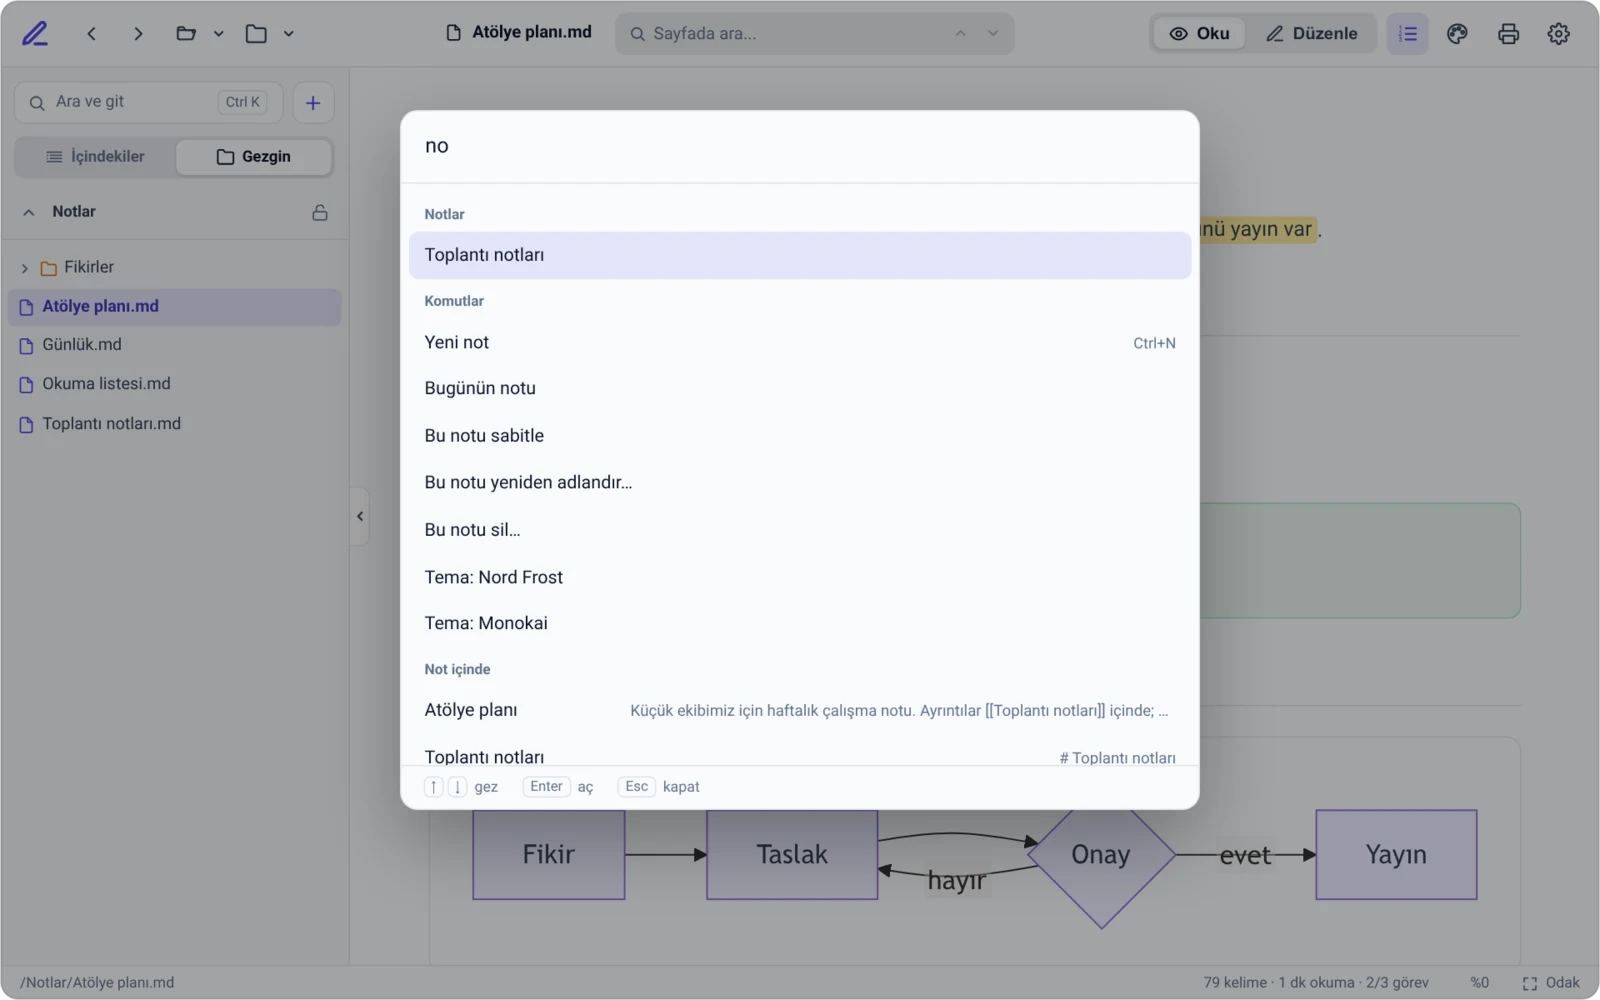 Atölye planı.md
Sayfada ara...
Oku
Düzenle
Ara ve git
Ctrl K
İçindekiler
Gezgin
Notlar
Fikirler
Atölye planı.md
Günlük.md
Okuma listesi.md
Toplantı notları.md
no
Notlar
Toplantı notları
Komutlar
Yeni not Ctrl+N
Bugünün notu
Bu notu sabitle
Bu notu yeniden adlandır...
Bu notu sil...
Tema: Nord Frost
Tema: Monokai
Not içinde
Atölye planı Küçük ekibimiz için haftalık çalışma notu. Ayrıntılar [[Toplantı notları]] içinde; ...
Toplantı notları # Toplantı notları
↑ ↓ gez Enter aç Esc kapat
yayın var .
Fikir
Taslak
hayır
Onay
evet
Yayın
/Notlar/Atölye planı.md
79 kelime · 1 dk okuma · 2/3 görev
%0
Odak